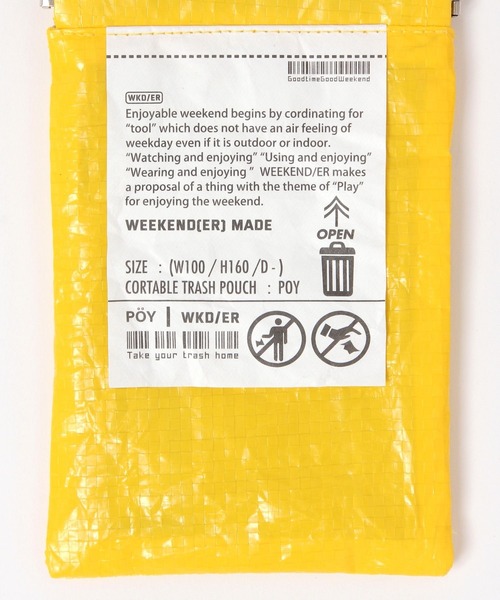 GoodtimeGoodWeekend
WKD/ER
Enjoyable weekend begins by cordinating for
“tool” which does not have an air feeling of
weekday even if it is outdoor or indoor.
“Watching and enjoying” “Using and enjoying”
“Wearing and enjoying ” WEEKEND/ER makes
a proposal of a thing with the theme of “Play”
for enjoying the weekend.
WEEKEND(ER) MADE
OPEN
SIZE : (W100 / H160 /D - )
CORTABLE TRASH POUCH : POY
PÖY | WKD/ER
Take your trash home